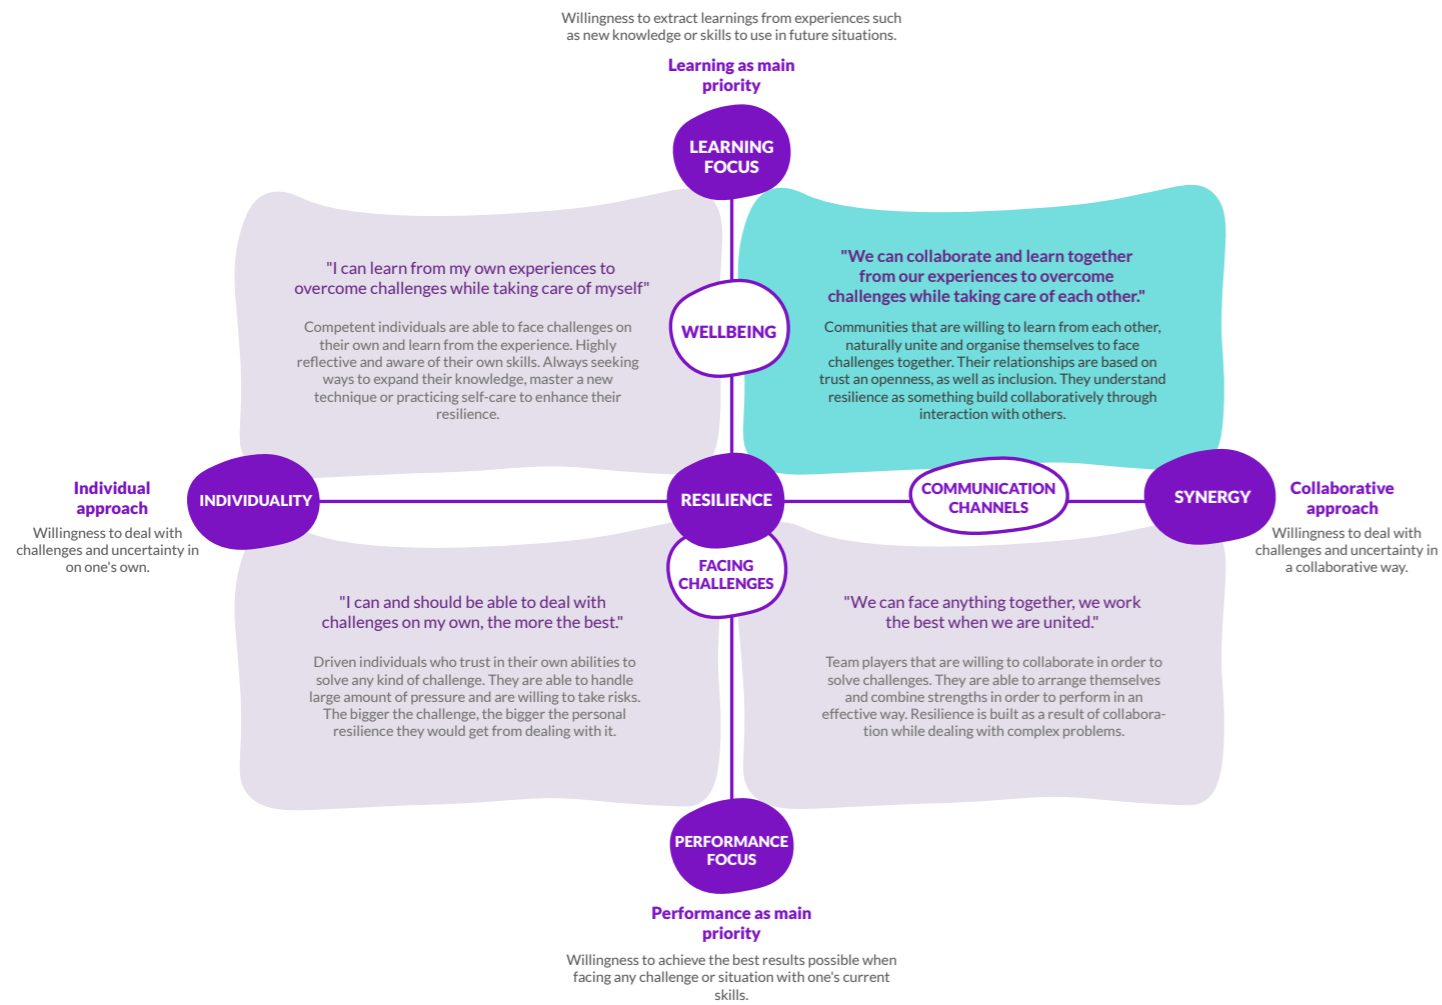 Willingness to extract learnings from experiences such
as new knowledge or skills to use in future situations.
Learning as main
priority
LEARNING
FOCUS
"I can learn from my own experiences to
overcome challenges while taking care of myself"
Competent individuals are able to face challenges on
their own and learn from the experience. Highly
reflective and aware of their own skills. Always seeking
ways to expand their knowledge, master a new
technique or practicing self-care to enhance their
resilience.
WELLBEING
"We can collaborate and learn together
from our experiences to overcome
challenges while taking care of each other."
Communities that are willing to learn from each other,
naturally unite and organise themselves to face
challenges together. Their relationships are based on
trust an openness, as well as inclusion. They understand
resilience as something build collaboratively through
interaction with others.
Individual
approach
Willingness to deal with
challenges and uncertainty in
on one's own.
INDIVIDUALITY
RESILIENCE
COMMUNICATION
CHANNELS
SYNERGY
Collaborative
approach
Willingness to deal with
challenges and uncertainty in
a collaborative way.
FACING
CHALLENGES
"I can and should be able to deal with
challenges on my own, the more the best."
Driven individuals who trust in their own abilities to
solve any kind of challenge. They are able to handle
large amount of pressure and are willing to take risks.
The bigger the challenge, the bigger the personal
resilience they would get from dealing with it.
"We can face anything together, we work
the best when we are united."
Team players that are willing to collaborate in order to
solve challenges. They are able to arrange themselves
and combine strengths in order to perform in an
effective way. Resilience is built as a result of collabora-
tion while dealing with complex problems.
PERFORMANCE
FOCUS
Performance as main
priority
Willingness to achieve the best results possible when
facing any challenge or situation with one's current
skills.